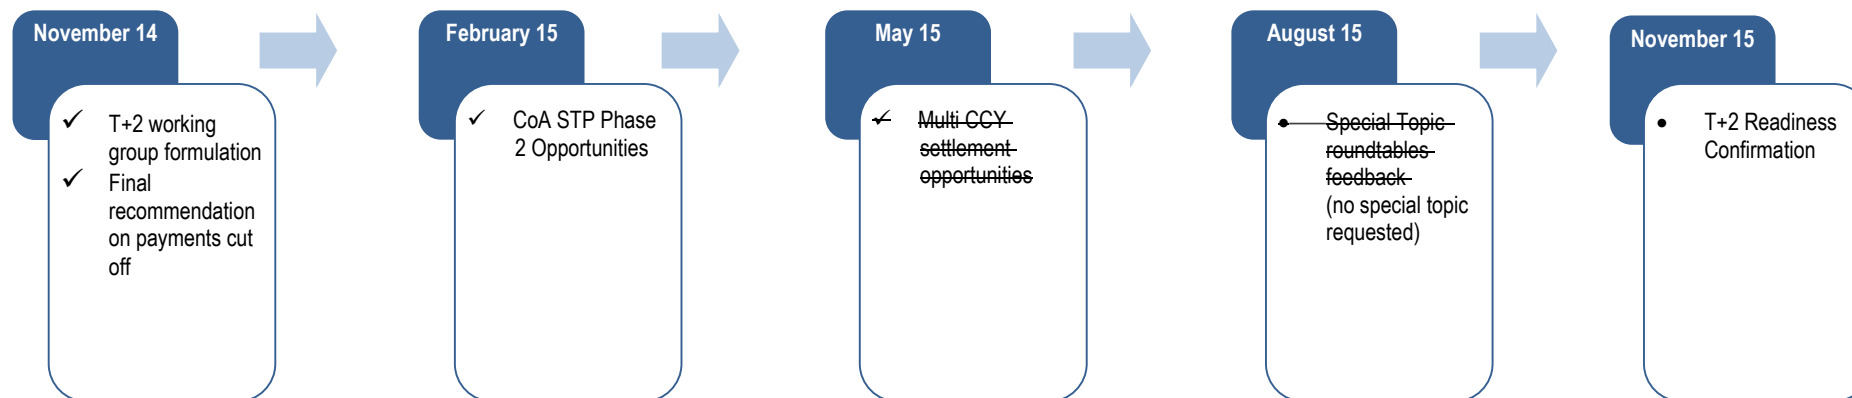 November 14
✓ T+2 working
group formulation
✓ Final
recommendation
on payments cut
off
February 15
✓ CoA STP Phase
2 Opportunities
May 15
✓ Multi CCY
settlement
opportunities
August 15
• Special Topic
roundtables
feedback
(no special topic
requested)
November 15
• T+2 Readiness
Confirmation